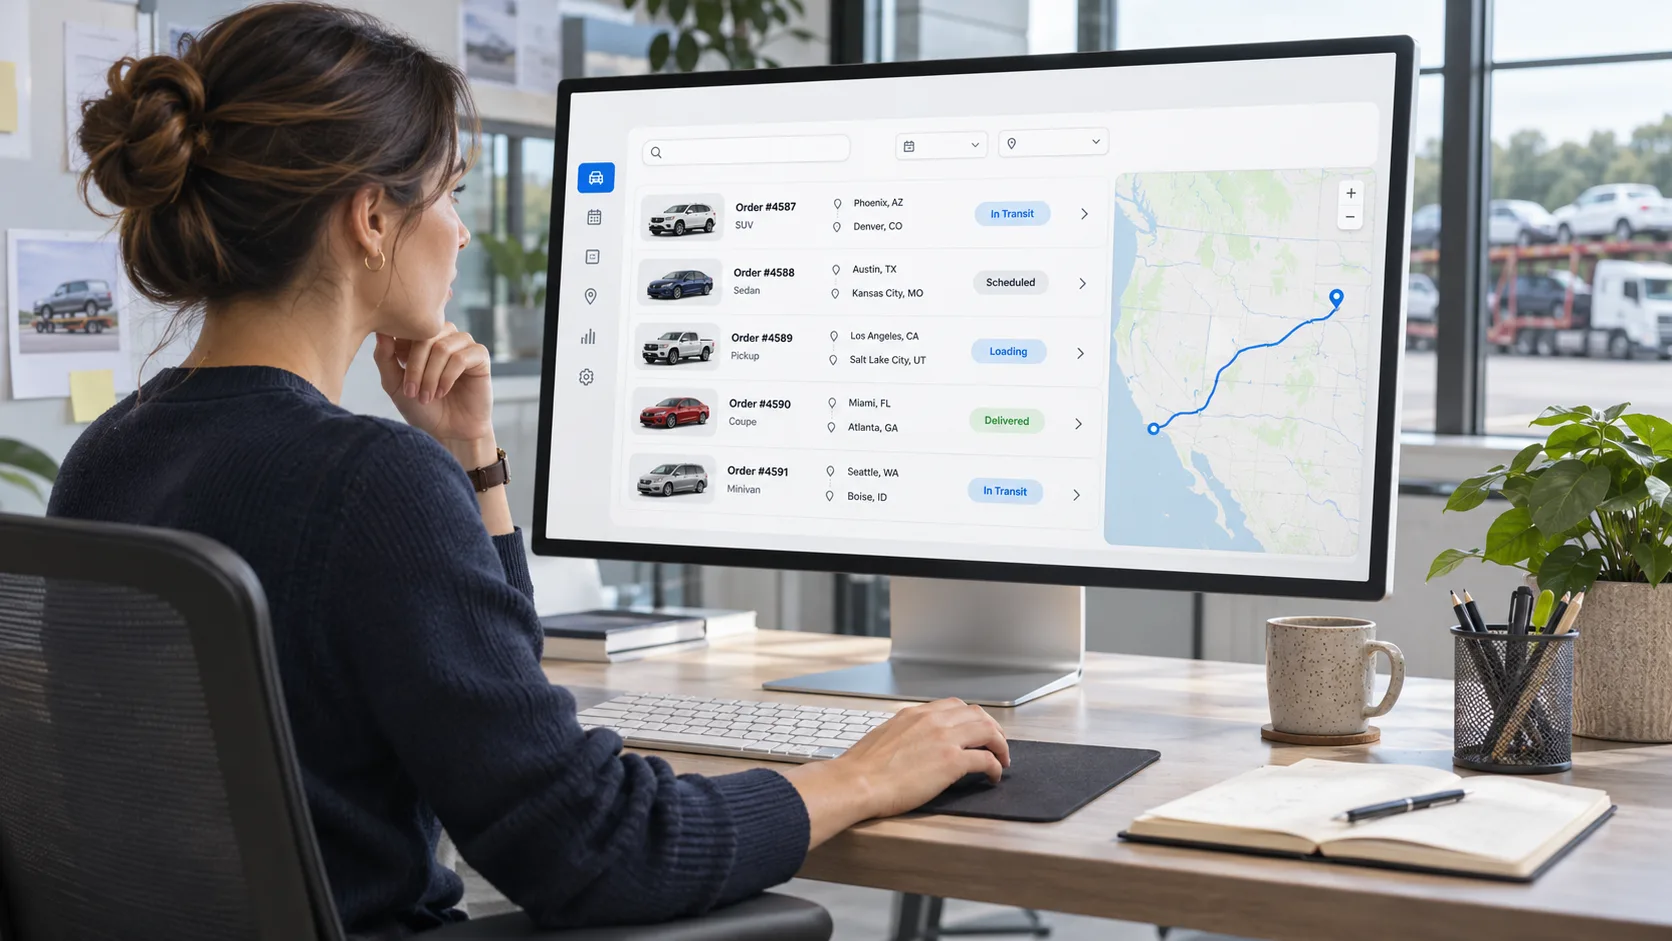 Order #4587
SUV
Phoenix, AZ
Denver, CO
In Transit
Order #4588
Sedan
Austin, TX
Kansas City, MO
Scheduled
Order #4589
Pickup
Los Angeles, CA
Salt Lake City, UT
Loading
Order #4590
Coupe
Miami, FL
Atlanta, GA
Delivered
Order #4591
Minivan
Seattle, WA
Boise, ID
In Transit